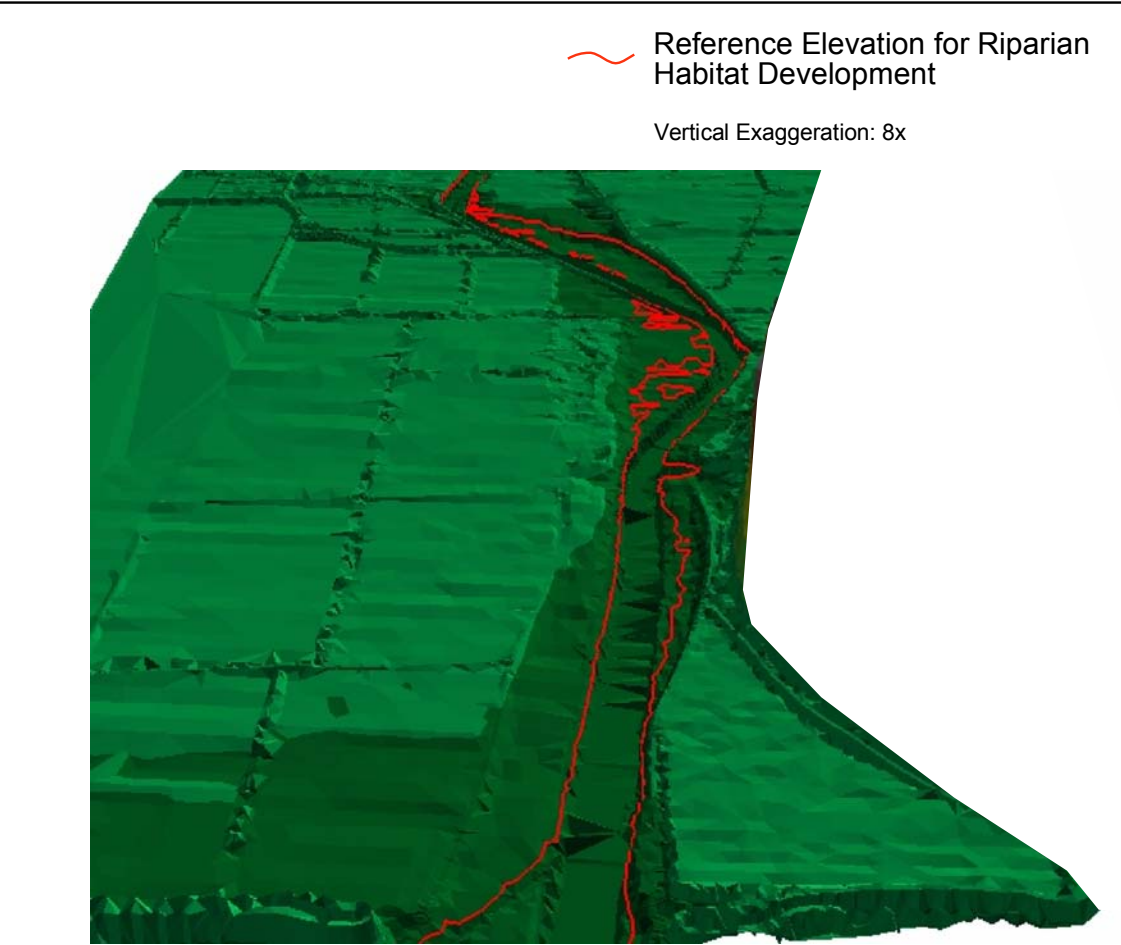 Reference Elevation for Riparian
Habitat Development
Vertical Exaggeration: 8x